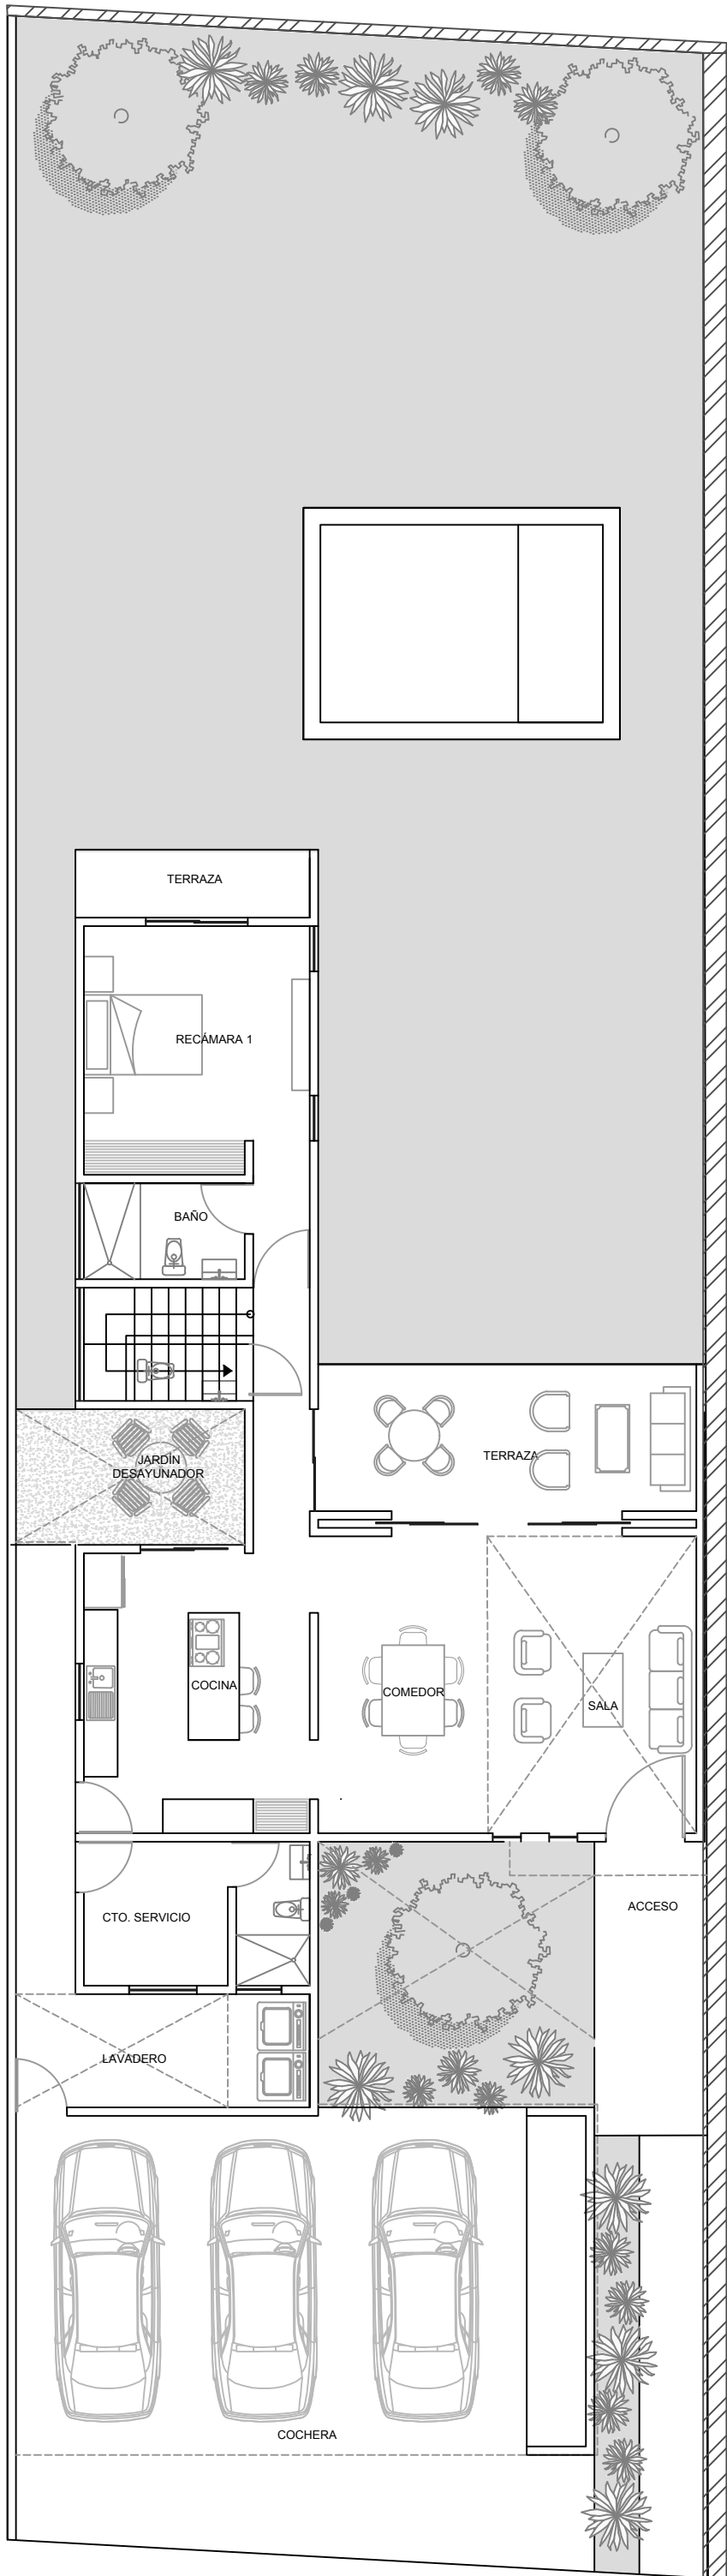 TERRAZA
RECÁMARA 1
BAÑO
JARDÍN
DESAYUNADOR
TERRAZA
COCINA
COMEDOR
SALA
CTO. SERVICIO
ACCESO
LAVADERO
COCHERA